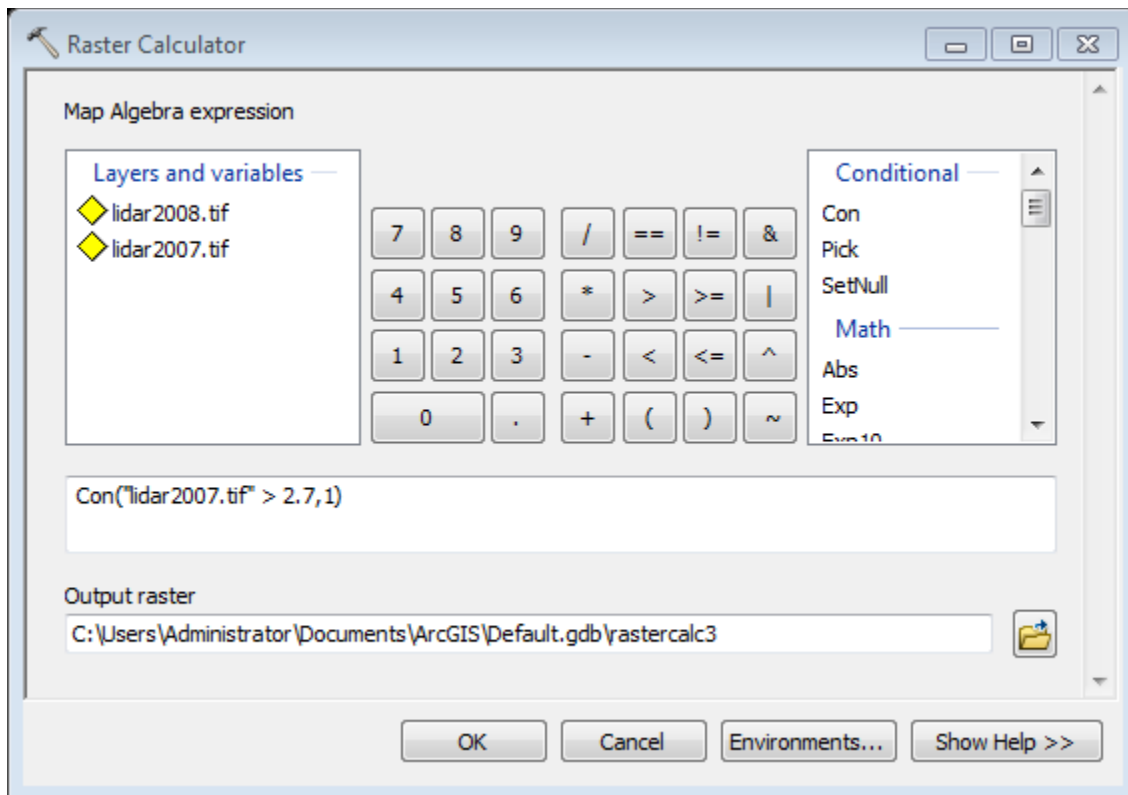 Raster Calculator
Map Algebra expression
Layers and variables
lidar2008.tif
lidar2007.tif
7 8 9 / == != &
4 5 6 * > >= |
1 2 3 - < <= ^
0 . + ( ) ~
Conditional
Con
Pick
SetNull
Math
Abs
Exp
Exp10
Con("lidar2007.tif" > 2.7,1)
Output raster
C:\Users\Administrator\Documents\ArcGIS\Default.gdb\rastercalc3
OK Cancel Environments... Show Help >>